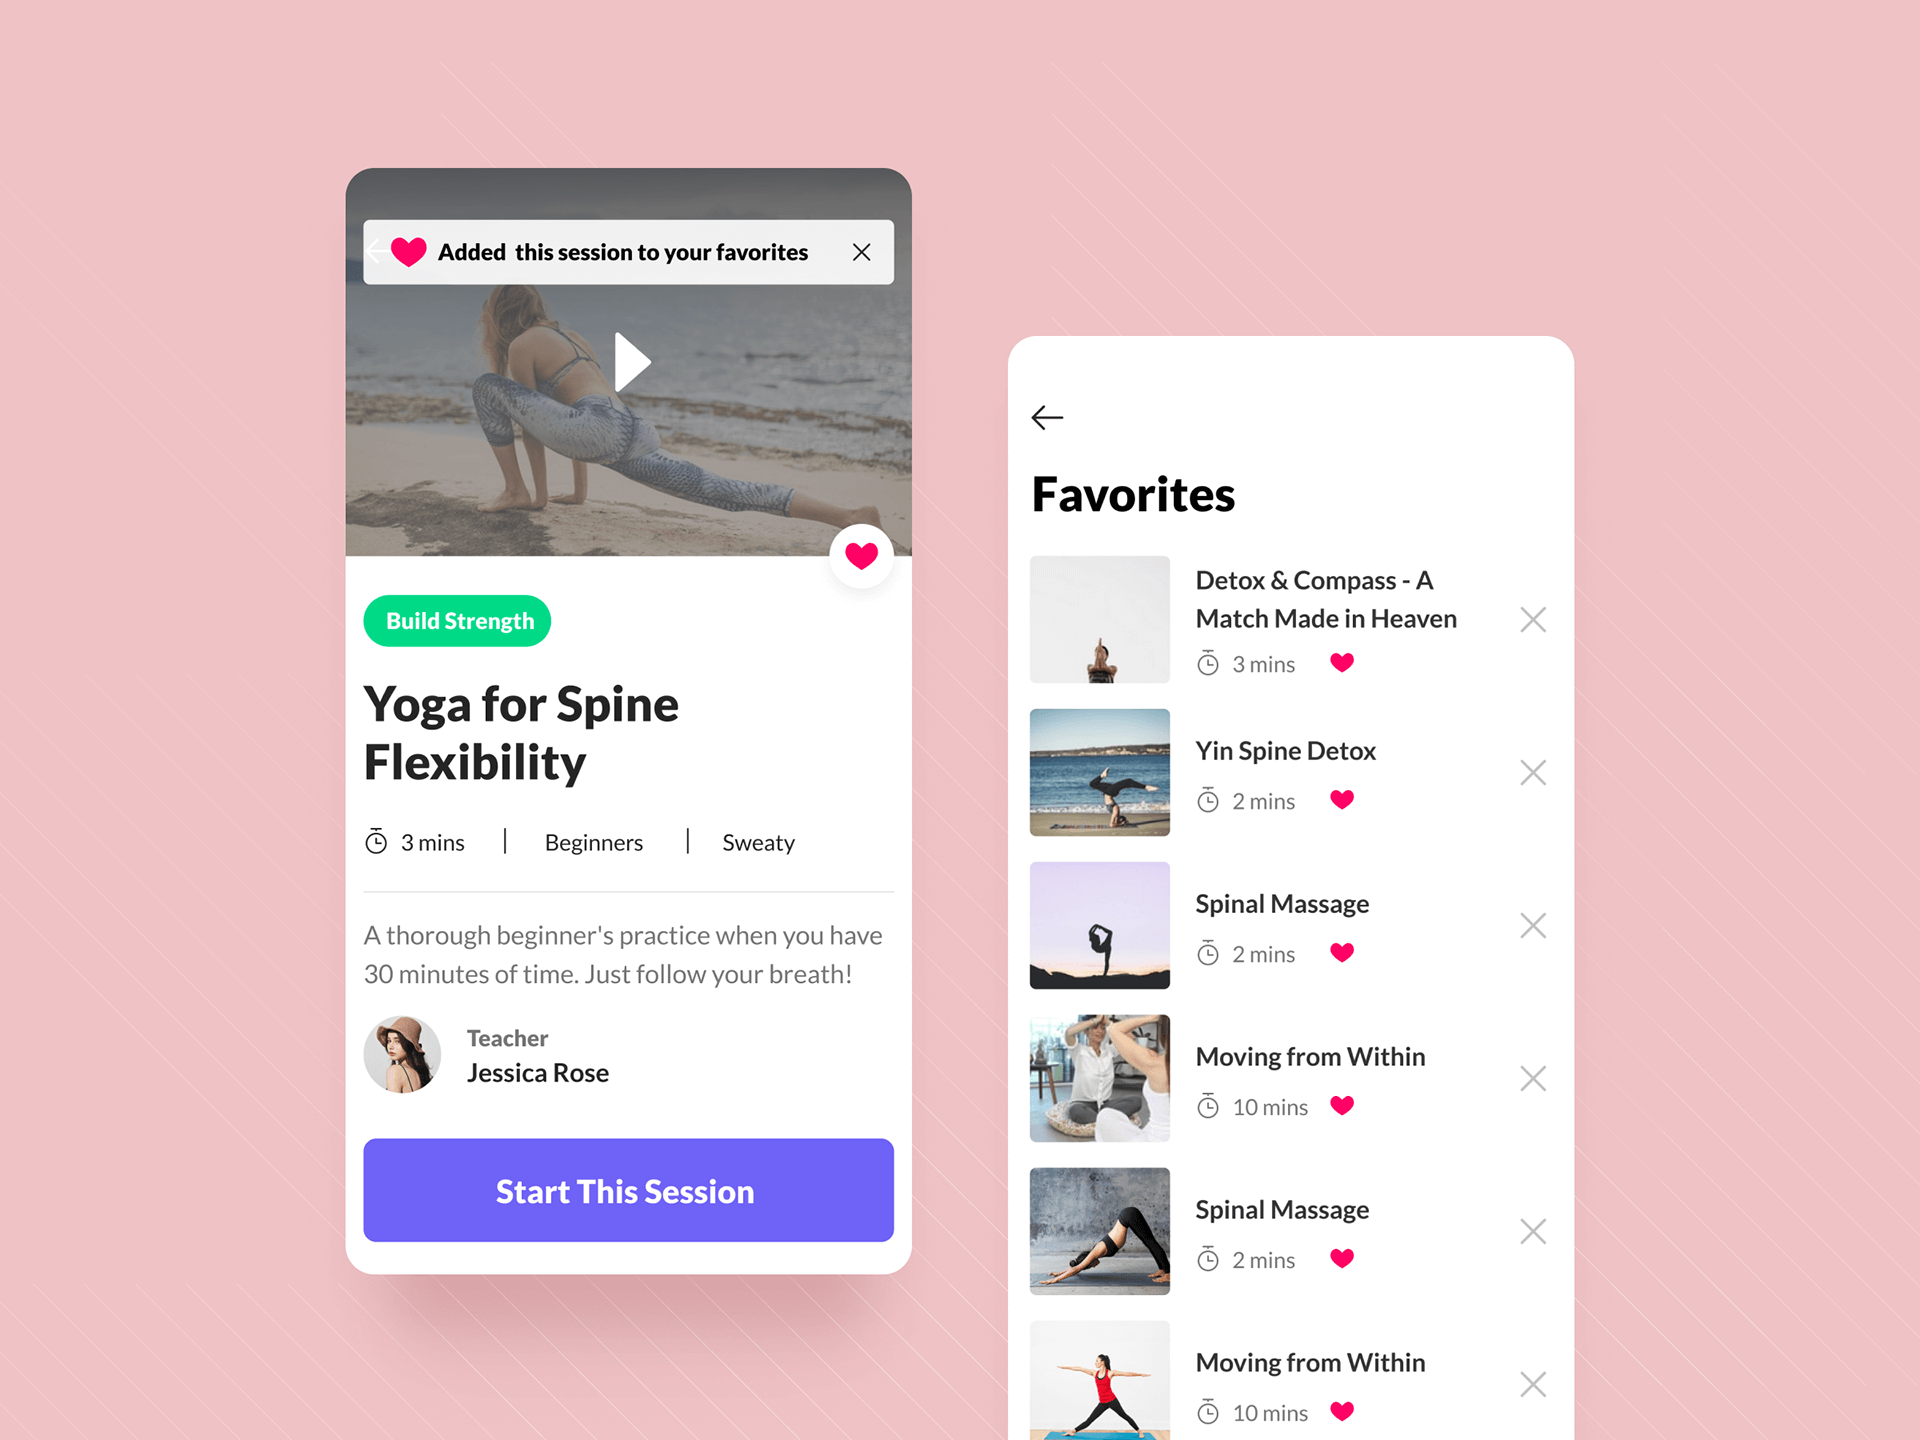 Added this session to your favorites
Build Strength
Yoga for Spine
Flexibility
3 mins | Beginners | Sweaty
A thorough beginner's practice when you have
30 minutes of time. Just follow your breath!
Teacher
Jessica Rose
Start This Session
Favorites
Detox & Compass - A
Match Made in Heaven
3 mins
Yin Spine Detox
2 mins
Spinal Massage
2 mins
Moving from Within
10 mins
Spinal Massage
2 mins
Moving from Within
10 mins